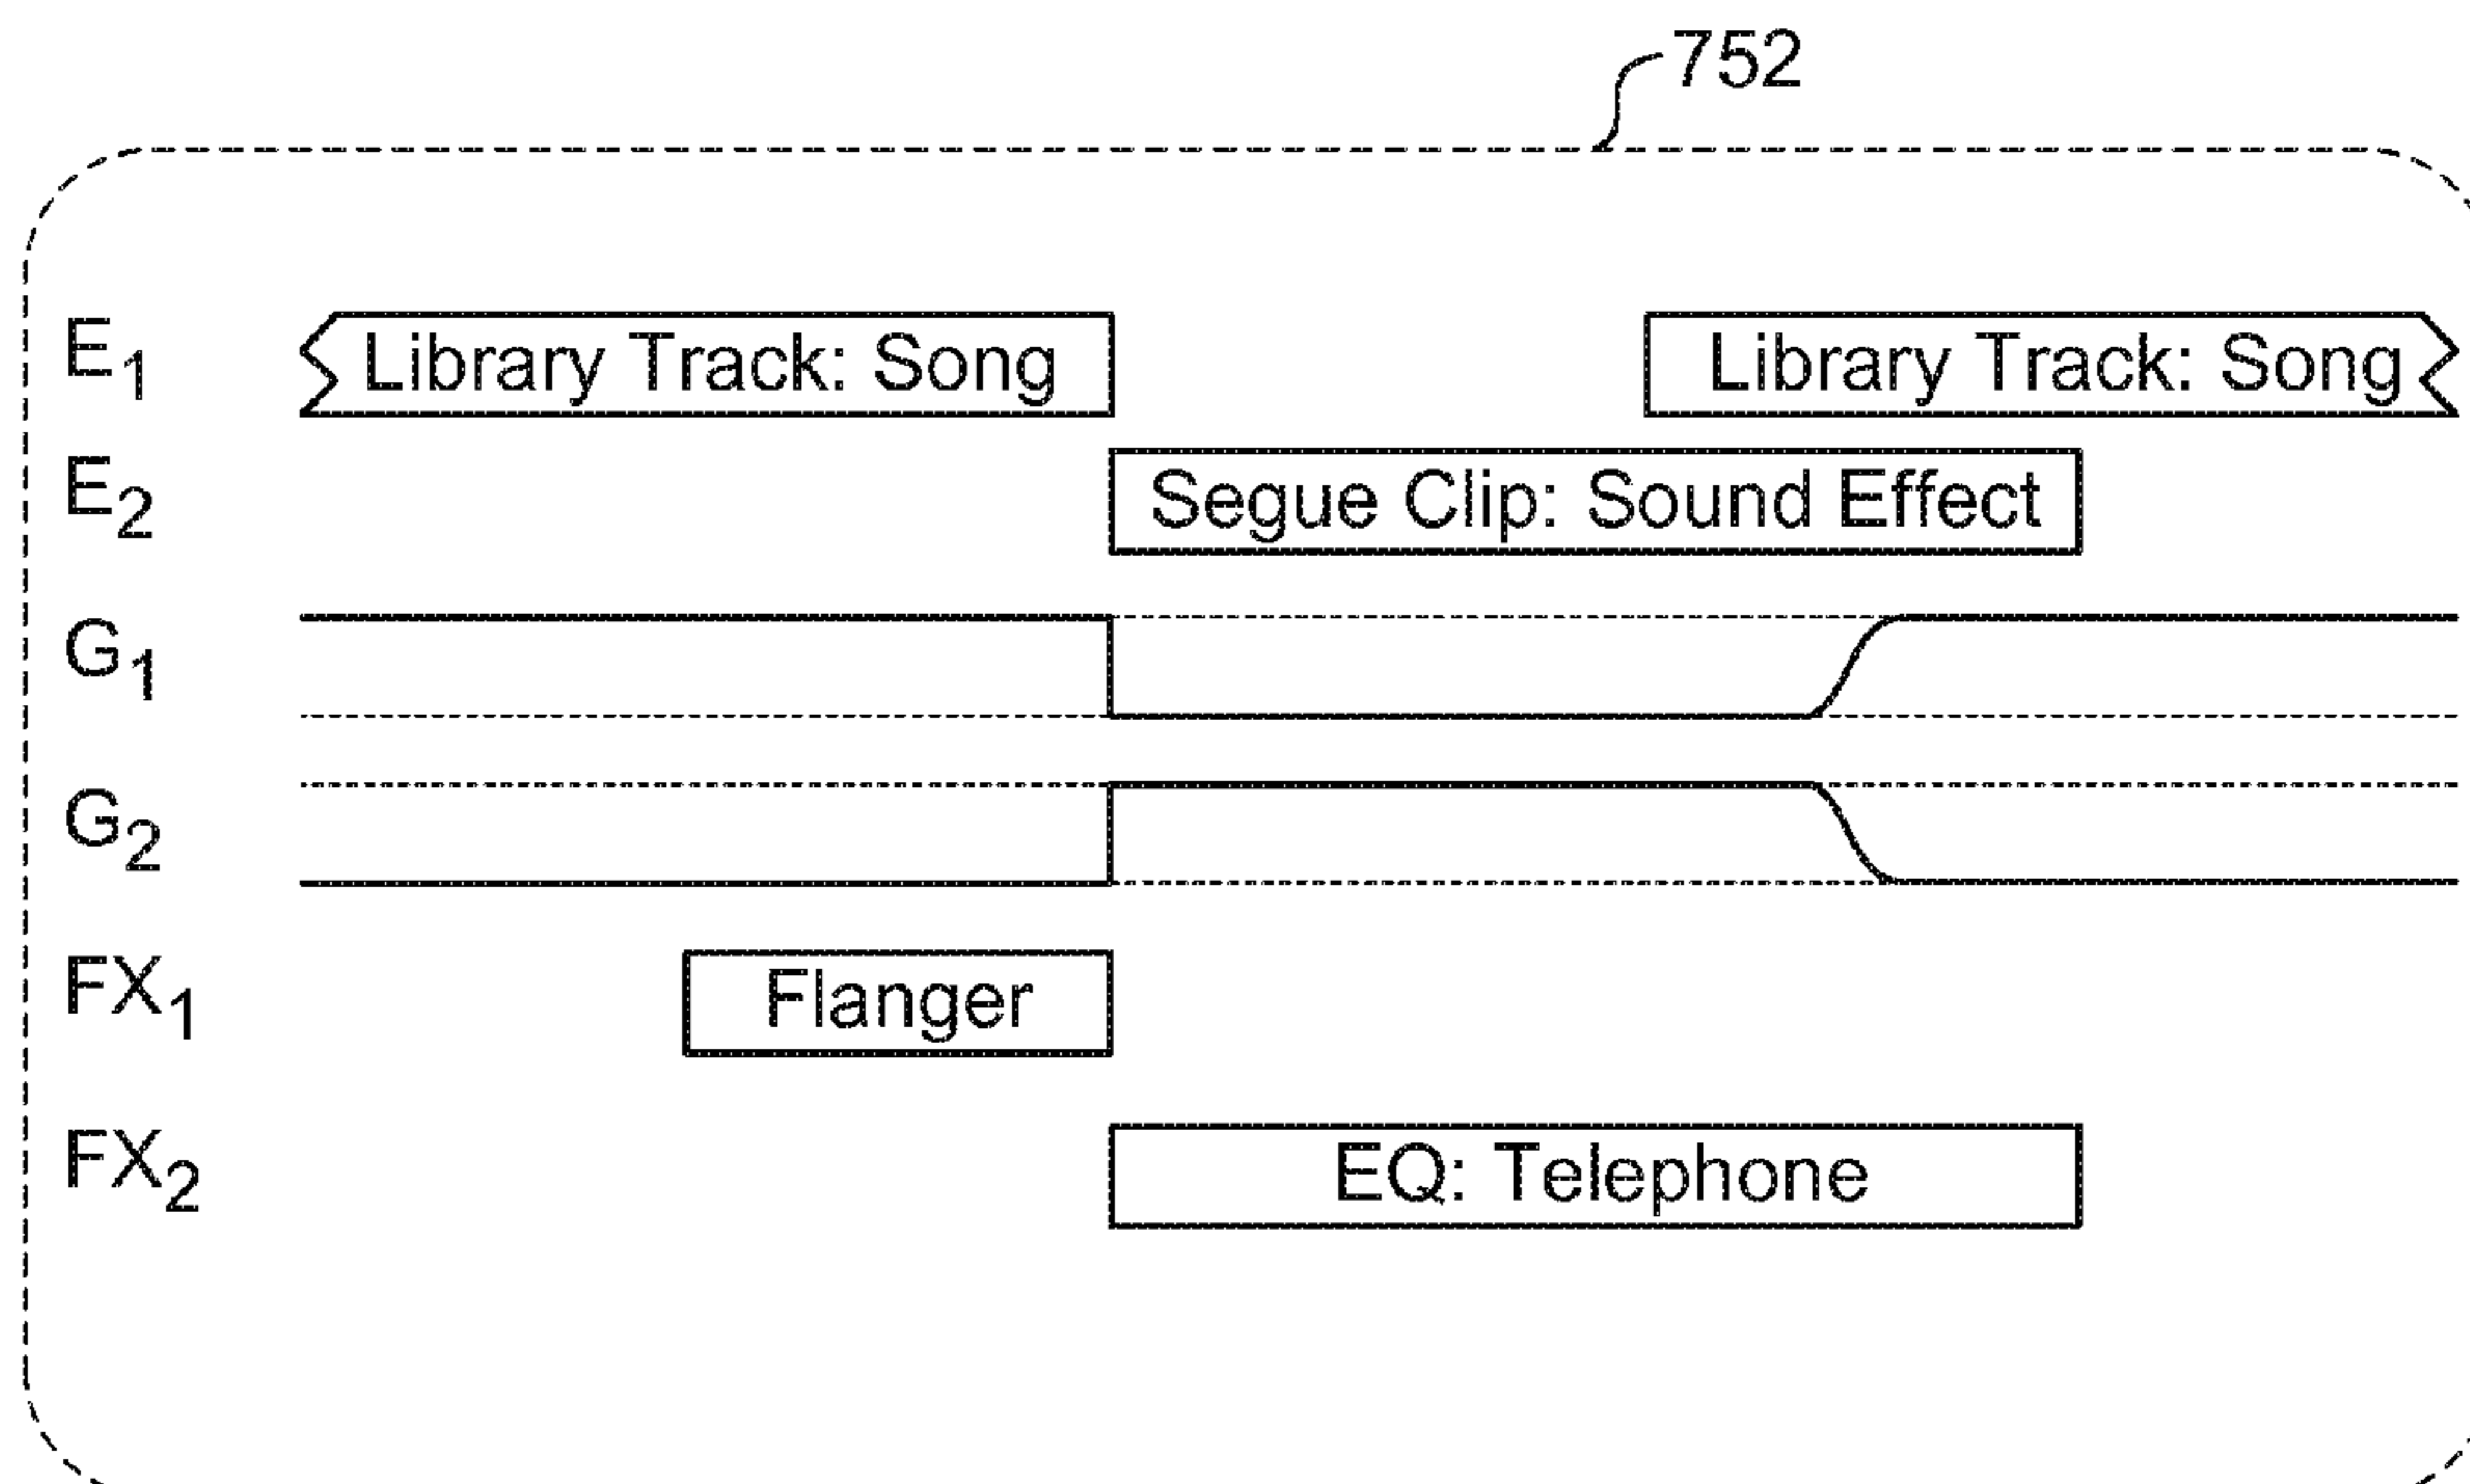 752
E1 Library Track: Song Library Track: Song
E2 Segue Clip: Sound Effect
G1
G2
FX1 Flanger
FX2 EQ: Telephone